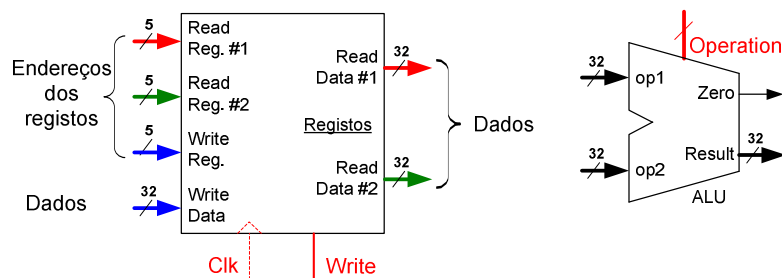 Endereços
dos
registos
Dados
5
5
5
32
Read
Reg. #1
Read
Reg. #2
Write
Reg.
Write
Data
Read
Data #1
Registos
Read
Data #2
Clk
Write
32
32
Dados
Operation
32
32
op1
op2
Zero
Result
32
ALU